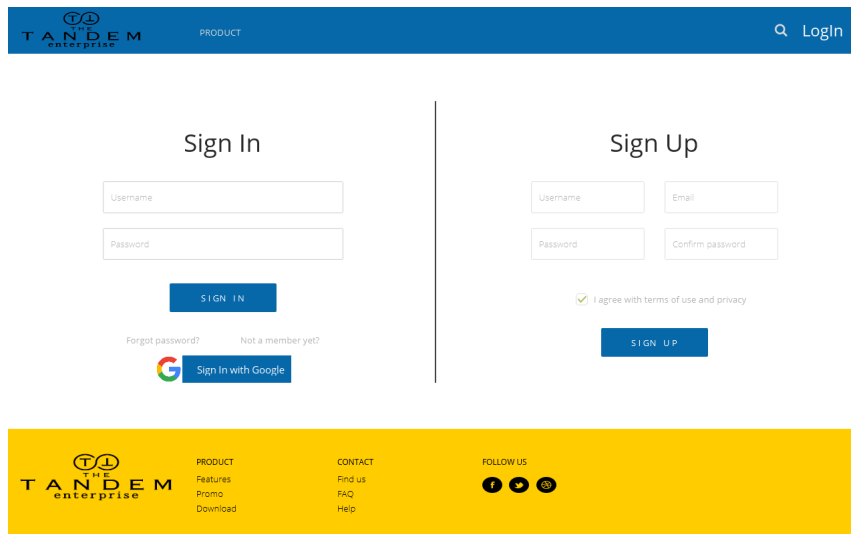 TT
THE
TANDEM
enterprise
PRODUCT
LogIn
Sign In
Username
Password
SIGN IN
Forgot password? Not a member yet?
Sign In with Google
Sign Up
Username Email
Password Confirm password
I agree with terms of use and privacy
SIGN UP
TT
THE
TANDEM
enterprise
PRODUCT
Features
Promo
Download
CONTACT
Find us
FAQ
Help
FOLLOW US